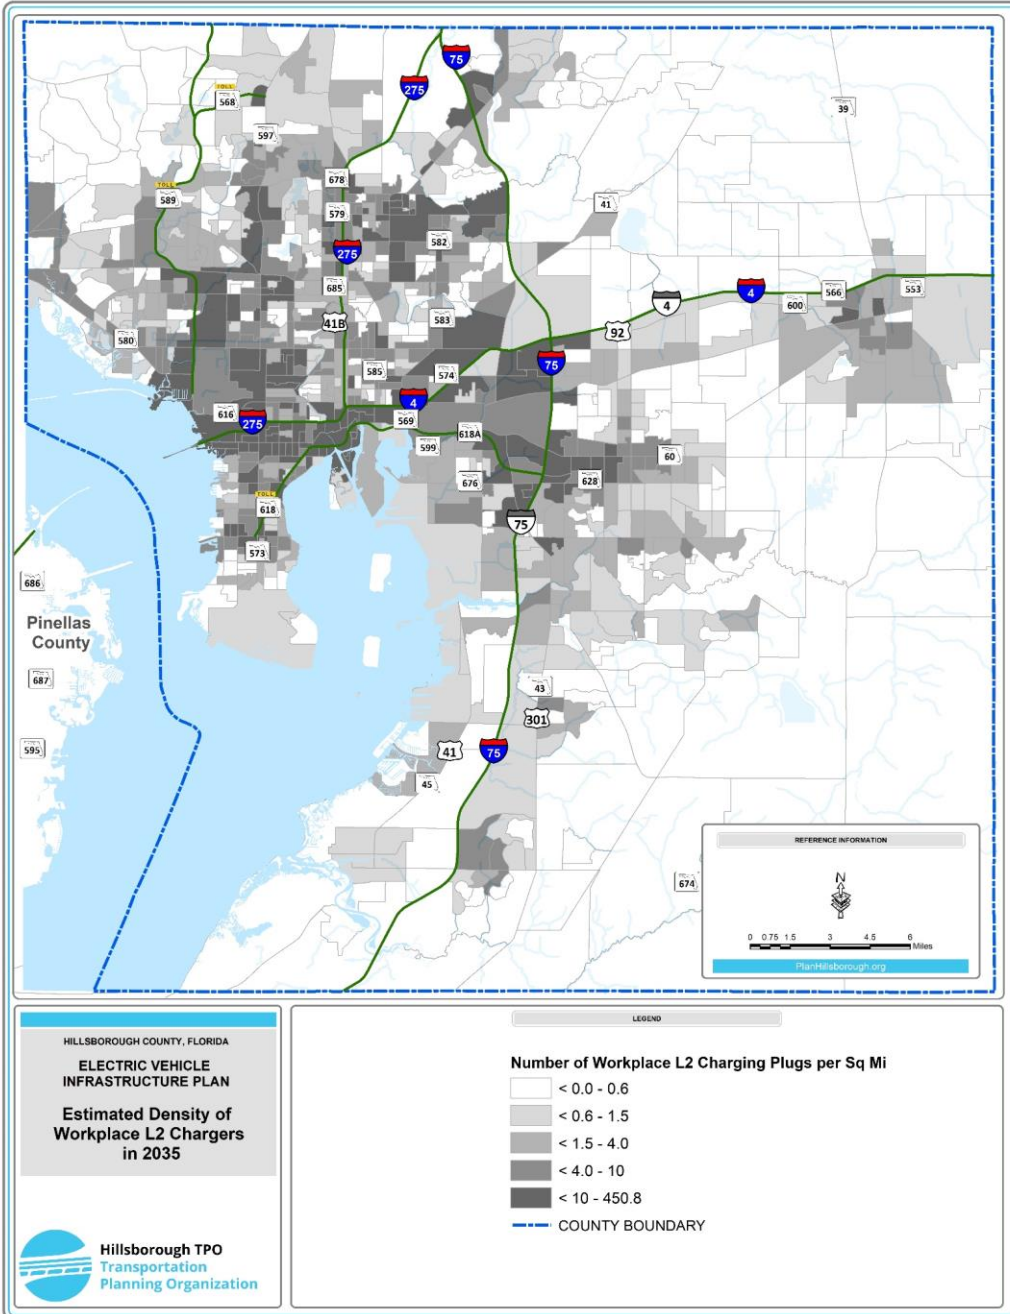 75
275
TOLL
568
39
597
678
TOLL
589
579
41
582
275
685
4
566
553
4
600
41B
583
92
580
75
585
574
4
616
275
569
618A
599
60
676
628
TOLL
618
75
573
686
Pinellas
County
687
43
301
595
41
75
45
674
REFERENCE INFORMATION
N
0 0.75 1.5 3 4.5 6
Miles
PlanHillsborough.org
HILLSBOROUGH COUNTY, FLORIDA
ELECTRIC VEHICLE
INFRASTRUCTURE PLAN
Estimated Density of
Workplace L2 Chargers
in 2035
Hillsborough TPO
Transportation
Planning Organization
LEGEND
Number of Workplace L2 Charging Plugs per Sq Mi
< 0.0 - 0.6
< 0.6 - 1.5
< 1.5 - 4.0
< 4.0 - 10
< 10 - 450.8
COUNTY BOUNDARY